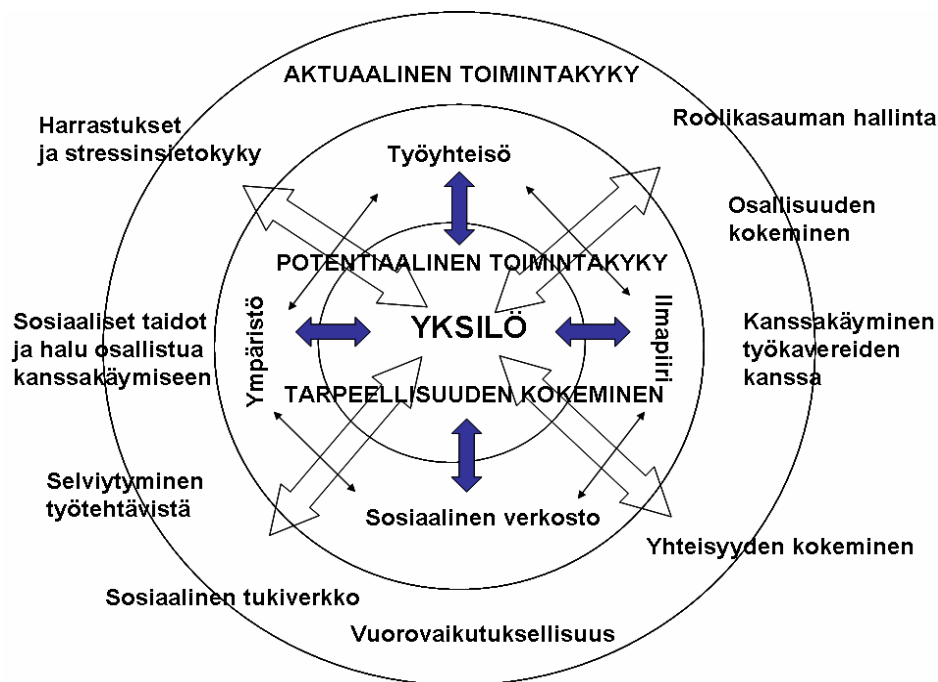 AKTUAALINEN TOIMINTAKYKY
Harrastukset
ja stressinsietokyky
Roolikasauman hallinta
Työyhteisö
Osallisuuden
kokeminen
POTENTIAALINEN TOIMINTAKYKY
Sosiaaliset taidot
ja halu osallistua
kanssakäymiseen
Ympäristö
YKSILÖ
Ilmapiiri
Kanssakäyminen
työkavereiden
kanssa
TARPEELLISUUDEN KOKEMINEN
Selviytyminen
työtehtävistä
Sosiaalinen verkosto
Yhteisyyden kokeminen
Sosiaalinen tukiverkko
Vuorovaikutuksellisuus